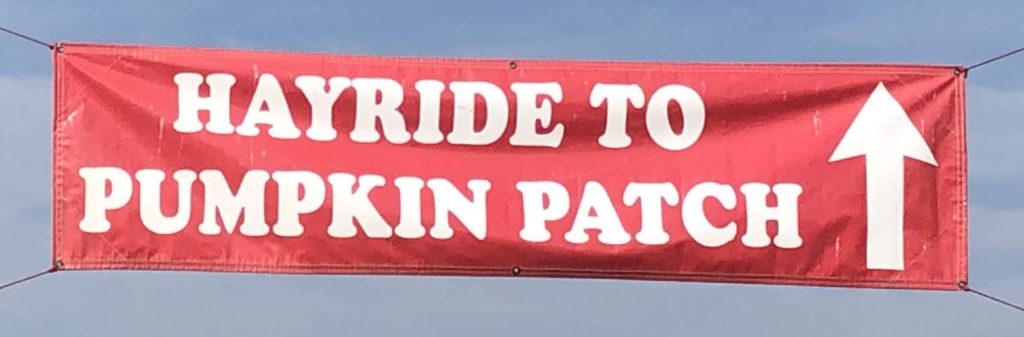 HAYRIDE TO
PUMPKIN PATCH